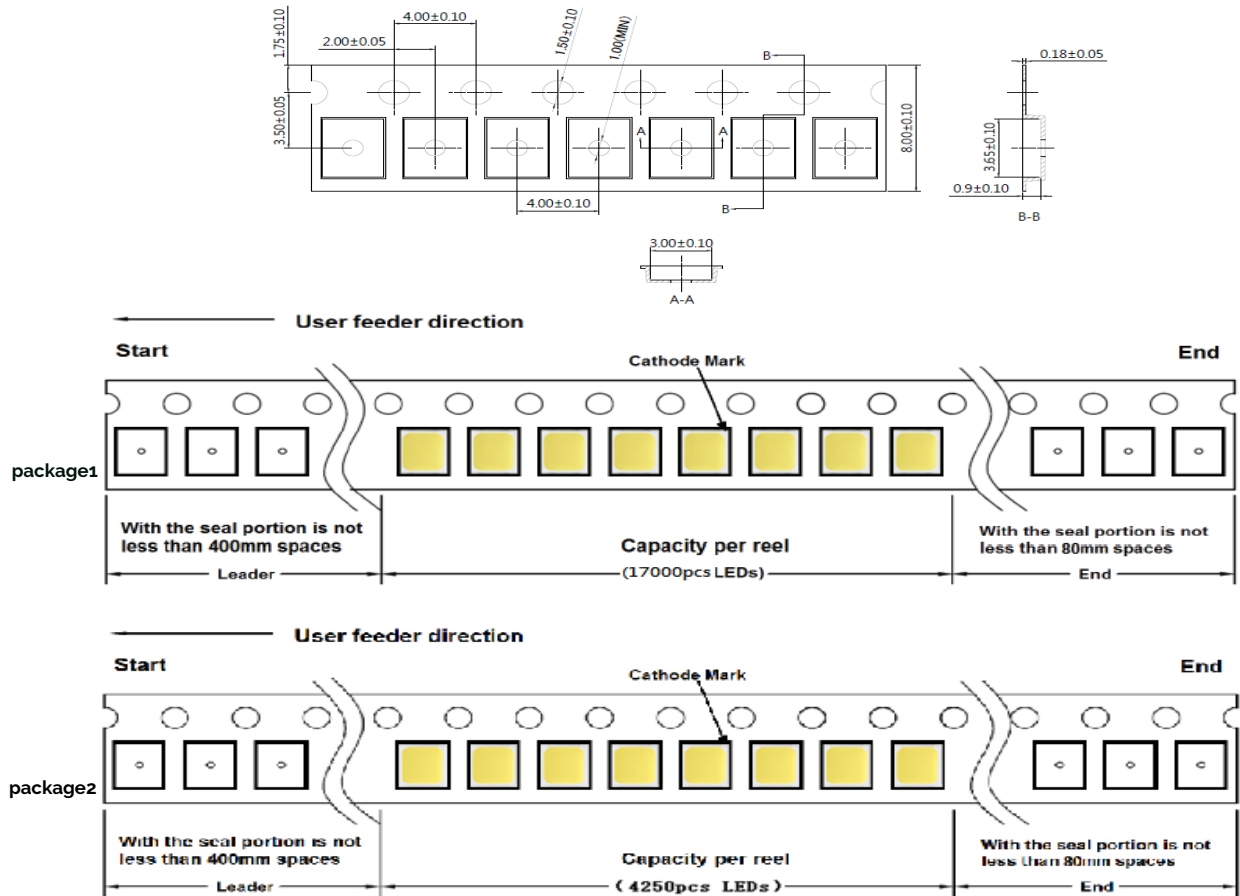 4.00±0.10
2.00±0.05
1.75±0.10
3.50±0.05
1.50±0.10
1.00(MIN)
B
A
A
B
4.00±0.10
8.00±0.10
0.18±0.05
3.65±0.10
0.9±0.10
B-B
3.00±0.10
A-A
User feeder direction
Start
Cathode Mark
End
package1
With the seal portion is not
less than 400mm spaces
Leader
Capacity per reel
(17000pcs LEDs)
With the seal portion is not
less than 80mm spaces
End
User feeder direction
Start
Cathode Mark
End
package2
With the seal portion is not
less than 400mm spaces
Leader
Capacity per reel
(4250pcs LEDs)
With the seal portion is not
less than 80mm spaces
End